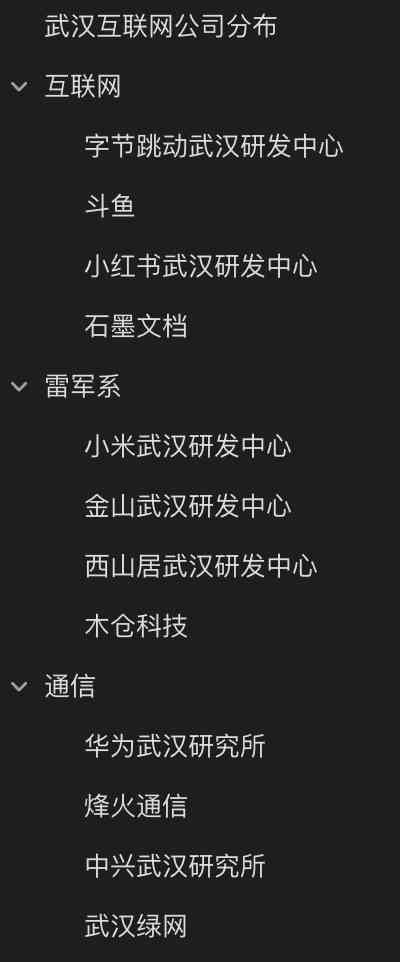 武汉互联网公司分布
互联网
字节跳动武汉研发中心
斗鱼
小红书武汉研发中心
石墨文档
雷军系
小米武汉研发中心
金山武汉研发中心
西山居武汉研发中心
木仓科技
通信
华为武汉研究所
烽火通信
中兴武汉研究所
武汉绿网